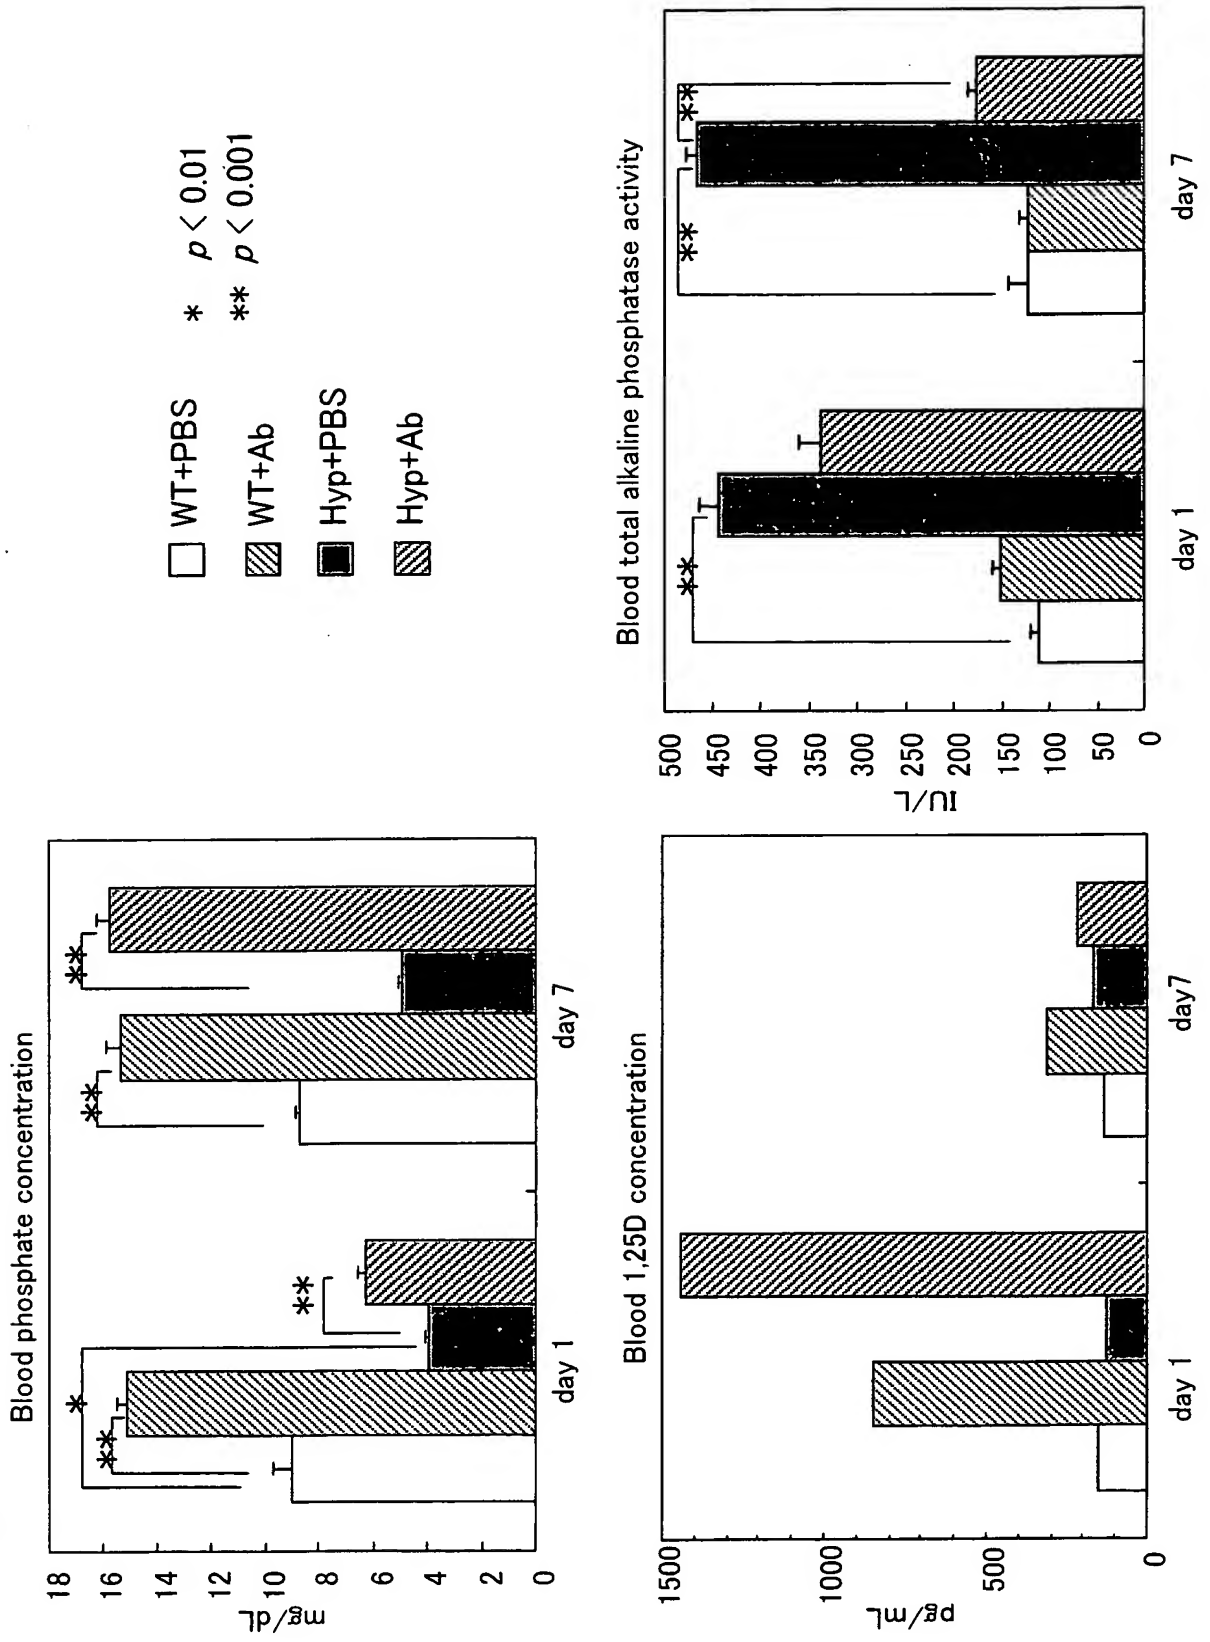 Blood phosphate concentration
**
**
**
*
**
mg/dL
18
16
14
12
10
8
6
4
2
0
day 1
day 7
WT+PBS
WT+Ab
Hyp+PBS
Hyp+Ab
* p < 0.01
** p < 0.001
Blood 1,25D concentration
pg/mL
1500
1000
500
0
day 1
day7
Blood total alkaline phosphatase activity
**
**
**
IU/L
500
450
400
350
300
250
200
150
100
50
0
day 1
day 7